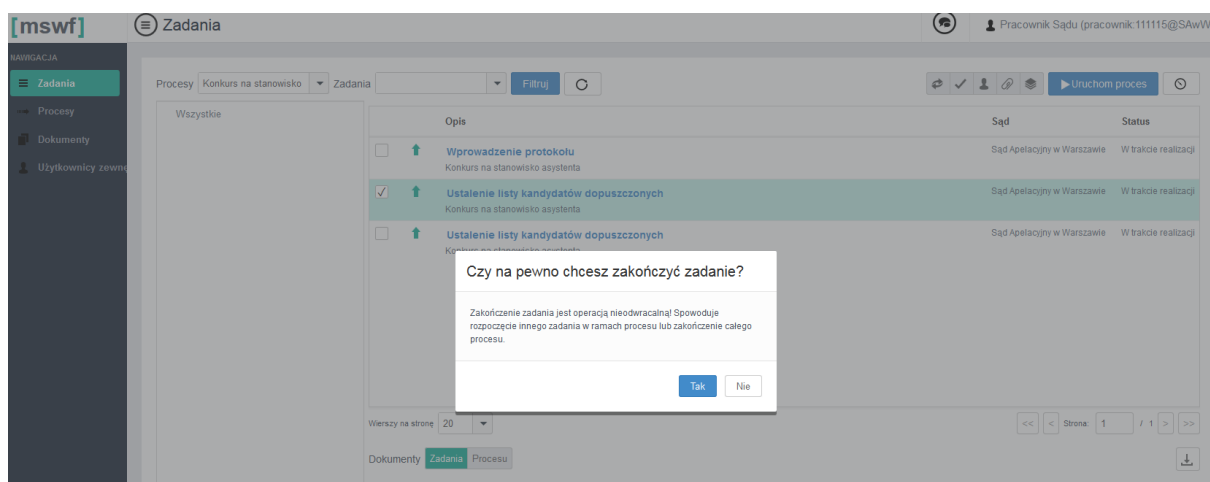 [mswf]
Zadania
Pracownik Sądu (pracownik:111115@SAwW
NAWIGACJA
Zadania
Procesy
Dokumenty
Użytkownicy zewnę
Procesy Konkurs na stanowisko Zadania Filtruj Uruchom proces
Wszystkie
Opis Sąd Status
Wprowadzenie protokołu Sąd Apelacyjny w Warszawie W trakcie realizacji
Konkurs na stanowisko asystenta
Ustalenie listy kandydatów dopuszczonych Sąd Apelacyjny w Warszawie W trakcie realizacji
Konkurs na stanowisko asystenta
Ustalenie listy kandydatów dopuszczonych Sąd Apelacyjny w Warszawie W trakcie realizacji
Konkurs na stanowisko asystenta
Czy na pewno chcesz zakończyć zadanie?
Zakończenie zadania jest operacją nieodwracalną! Spowoduje
rozpoczęcie innego zadania w ramach procesu lub zakończenie całego
procesu.
Tak Nie
Wierszy na stronę 20 << < Strona: 1 / 1 > >>
Dokumenty Zadania Procesu